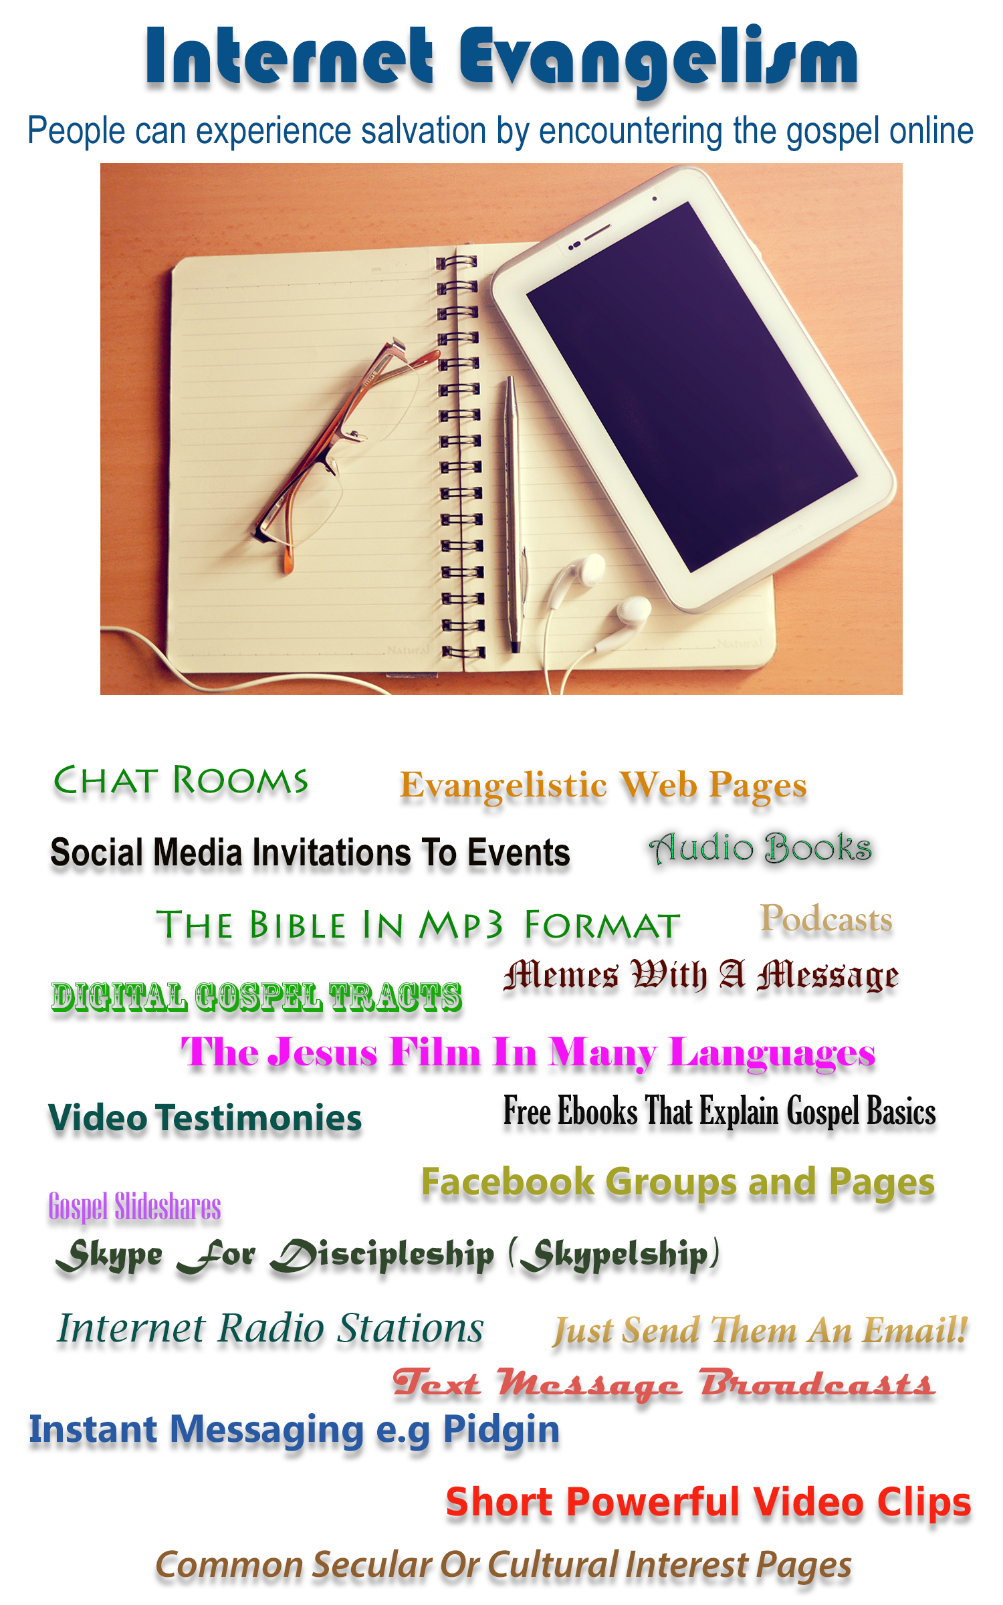 Internet Evangelism
People can experience salvation by encountering the gospel online
Natural
Natural
Chat Rooms
Evangelistic Web Pages
Social Media Invitations To Events
Audio Books
The Bible In Mp3 Format
Podcasts
Memes With A Message
DIGITAL GOSPEL TRACTS
The Jesus Film In Many Languages
Video Testimonies
Free Ebooks That Explain Gospel Basics
Facebook Groups and Pages
Gospel Slideshares
Skype For Discipleship (Skypelship)
Internet Radio Stations
Just Send Them An Email!
Text Message Broadcasts
Instant Messaging e.g Pidgin
Short Powerful Video Clips
Common Secular Or Cultural Interest Pages